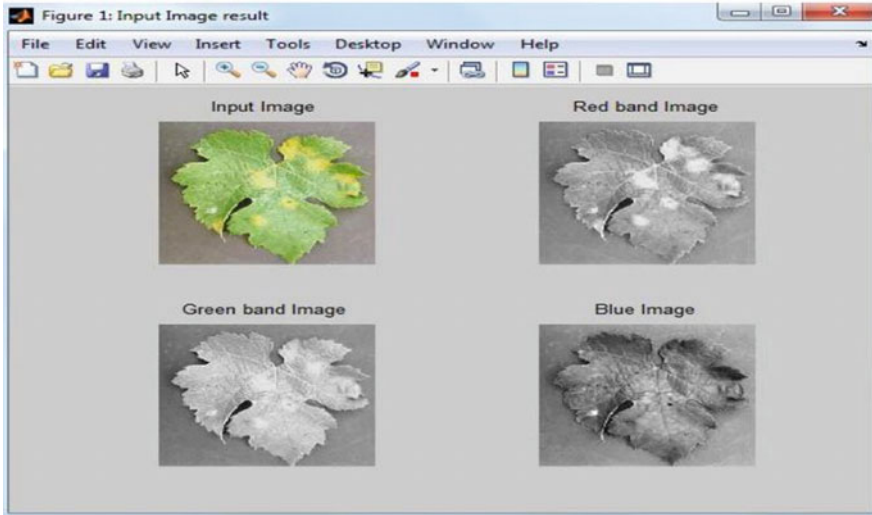 Figure 1: Input Image result
File Edit View Insert Tools Desktop Window Help
Input Image
Red band Image
Green band Image
Blue Image